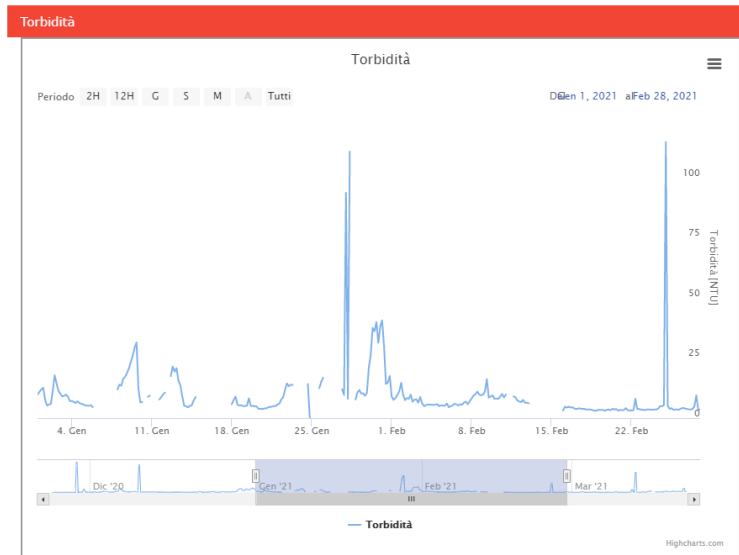 Torbidità
Torbidità
Periodo 2H 12H G S M A Tutti
Gen 1, 2021 al Feb 28, 2021
100
75
50
25
0
Torbidità [NTU]
4. Gen 11. Gen 18. Gen 25. Gen 1. Feb 8. Feb 15. Feb 22. Feb
Dic '20 Gen '21 Feb '21 Mar '21
Torbidità
Highcharts.com